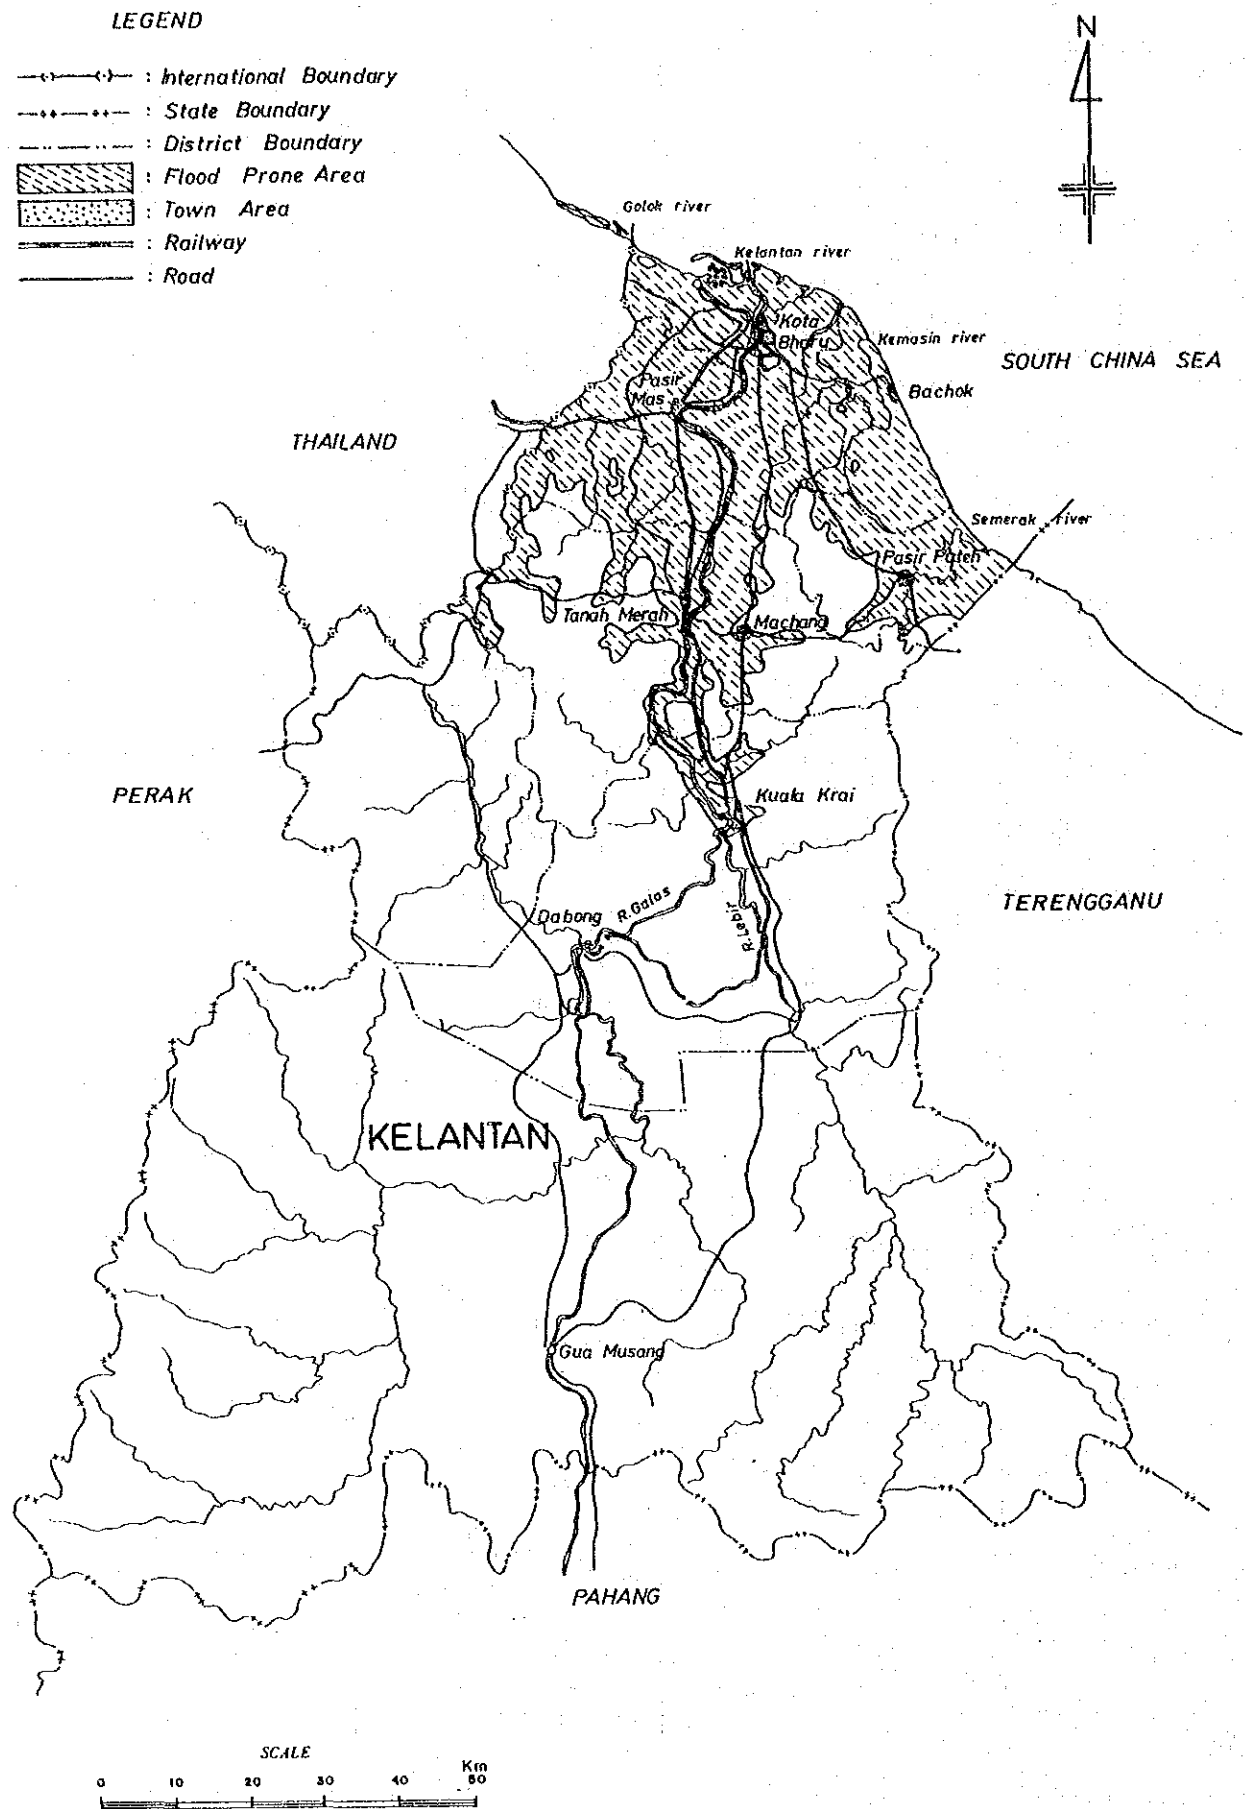 LEGEND
: International Boundary
: State Boundary
: District Boundary
: Flood Prone Area
: Town Area
: Railway
: Road
N
Golok river
Kelantan river
Kota
Bharu
Kemasin river
SOUTH CHINA SEA
Pasir
Mas
Bachok
THAILAND
Semerak river
Pasir Puteh
Tanah Merah
Machang
PERAK
Kuala Krai
TERENGGANU
Dabong
R.Galas
R.Lebir
KELANTAN
Gua Musang
PAHANG
SCALE
Km
0 10 20 30 40 50